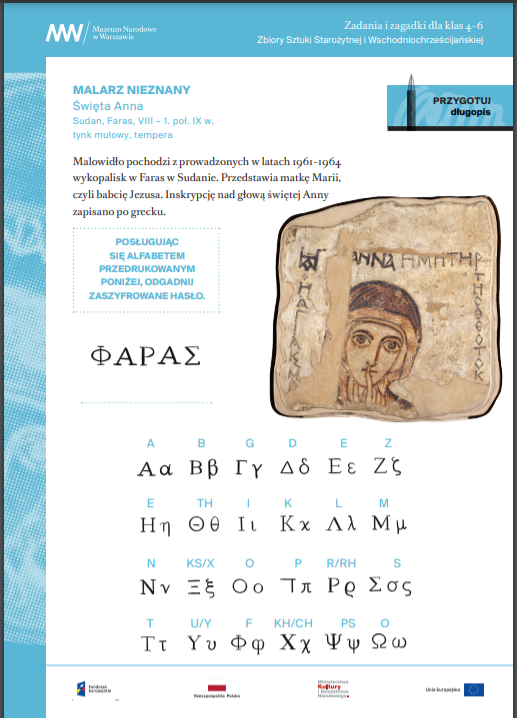 Muzeum Narodowe
w Warszawie
Zadania i zagadki dla klas 4–6
Zbiory Sztuki Starożytnej i Wschodniochrześcijańskiej
MALARZ NIEZNANY
Święta Anna
Sudan, Faras, VIII – 1. poł. IX w.
tynk mułowy, tempera
PRZYGOTUJ
długopis
Malowidło pochodzi z prowadzonych w latach 1961–1964
wykopalisk w Faras w Sudanie. Przedstawia matkę Marii,
czyli babcię Jezusa. Inskrypcję nad głową świętej Anny
zapisano po grecku.
POSŁUGUJĄC
SIĘ ALFABETEM
PRZEDRUKOWANYM
PONIŻEJ, ODGADNIJ
ZASZYFROWANE HASŁO.
ΦΑΡΑΣ
ΑΝΝΑ ΗΜΗΤΗΡ
A B G D E Z
Αα Ββ Γγ Δδ Εε Ζζ
E TH I K L M
Ηη Θθ Ιι Κκ Λλ Μμ
N KS/X O P R/RH S
Νν Ξξ Οο Ππ Ρϱ Σσς
T U/Y F KH/CH PS O
Ττ Υυ Φφ Χχ Ψψ Ωω
Fundusze
Europejskie
Rzeczpospolita Polska
Ministerstwo
Kultury
i Dziedzictwa
Narodowego
Unia Europejska